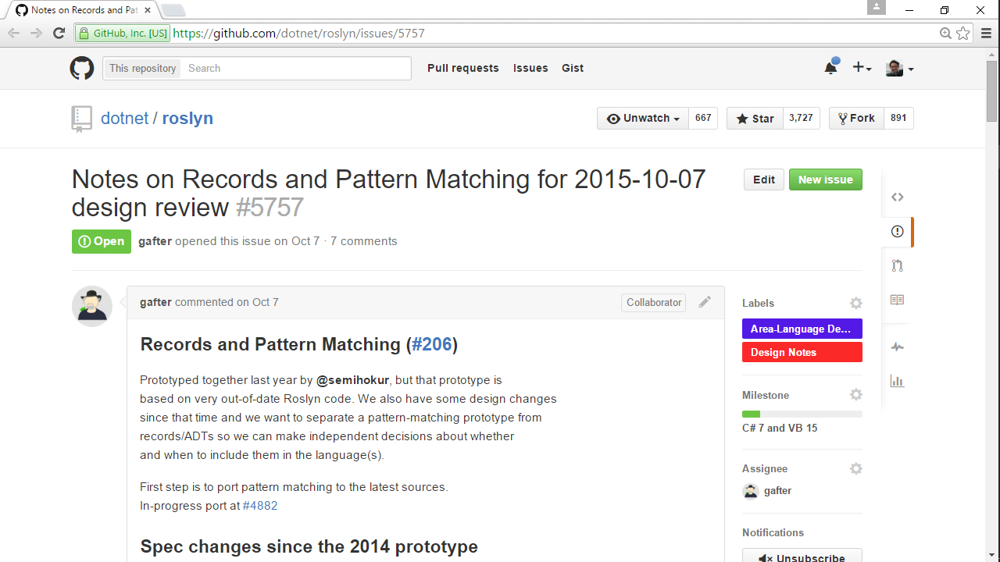 Notes on Records and Pat
GitHub, Inc. [US] https://github.com/dotnet/roslyn/issues/5757
This repository Search Pull requests Issues Gist
dotnet / roslyn Unwatch 667 Star 3,727 Fork 891
Notes on Records and Pattern Matching for 2015-10-07
design review #5757
Edit New issue
Open gafter opened this issue on Oct 7 · 7 comments
gafter commented on Oct 7 Collaborator
Records and Pattern Matching (#206)
Prototyped together last year by @semihokur, but that prototype is
based on very out-of-date Roslyn code. We also have some design changes
since that time and we want to separate a pattern-matching prototype from
records/ADTs so we can make independent decisions about whether
and when to include them in the language(s).
First step is to port pattern matching to the latest sources.
In-progress port at #4882
Spec changes since the 2014 prototype
Labels
Area-Language De...
Design Notes
Milestone
C# 7 and VB 15
Assignee
gafter
Notifications
Unsubscribe